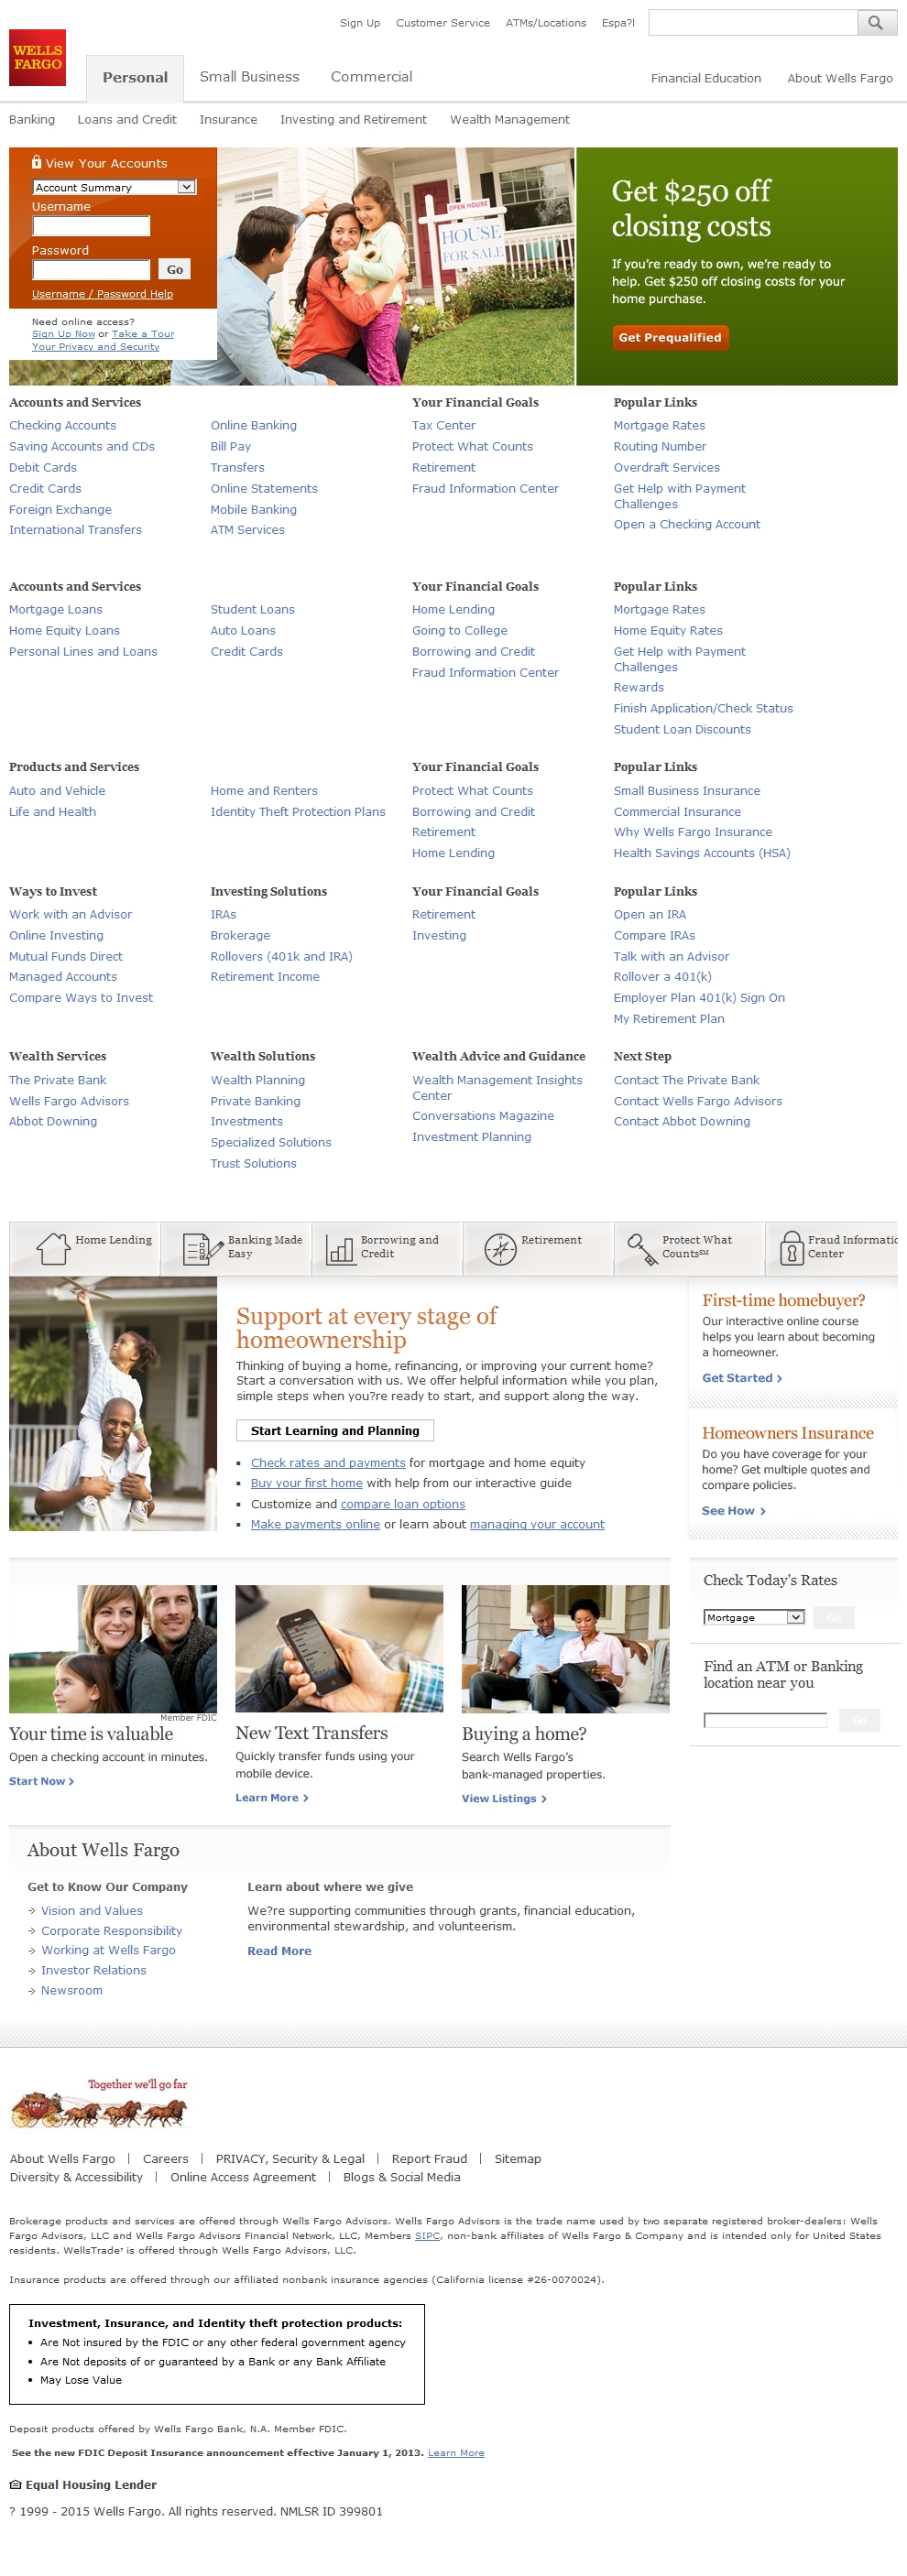 Sign Up Customer Service ATMs/Locations Espa?l
WELLS
FARGO
Personal Small Business Commercial
Financial Education About Wells Fargo
Banking Loans and Credit Insurance Investing and Retirement Wealth Management
View Your Accounts
Account Summary
Username
Password
Go
Username / Password Help
Need online access?
Sign Up Now or Take a Tour
Your Privacy and Security
OPEN HOUSE
HOUSE
FOR SALE
Get $250 off
closing costs
If you're ready to own, we're ready to
help. Get $250 off closing costs for your
home purchase.
Get Prequalified
Accounts and Services
Checking Accounts
Saving Accounts and CDs
Debit Cards
Credit Cards
Foreign Exchange
International Transfers
Online Banking
Bill Pay
Transfers
Online Statements
Mobile Banking
ATM Services
Your Financial Goals
Tax Center
Protect What Counts
Retirement
Fraud Information Center
Popular Links
Mortgage Rates
Routing Number
Overdraft Services
Get Help with Payment
Challenges
Open a Checking Account
Accounts and Services
Mortgage Loans
Home Equity Loans
Personal Lines and Loans
Student Loans
Auto Loans
Credit Cards
Your Financial Goals
Home Lending
Going to College
Borrowing and Credit
Fraud Information Center
Popular Links
Mortgage Rates
Home Equity Rates
Get Help with Payment
Challenges
Rewards
Finish Application/Check Status
Student Loan Discounts
Products and Services
Auto and Vehicle
Life and Health
Home and Renters
Identity Theft Protection Plans
Your Financial Goals
Protect What Counts
Borrowing and Credit
Retirement
Home Lending
Popular Links
Small Business Insurance
Commercial Insurance
Why Wells Fargo Insurance
Health Savings Accounts (HSA)
Ways to Invest
Work with an Advisor
Online Investing
Mutual Funds Direct
Managed Accounts
Compare Ways to Invest
Investing Solutions
IRAs
Brokerage
Rollovers (401k and IRA)
Retirement Income
Your Financial Goals
Retirement
Investing
Popular Links
Open an IRA
Compare IRAs
Talk with an Advisor
Rollover a 401(k)
Employer Plan 401(k) Sign On
My Retirement Plan
Wealth Services
The Private Bank
Wells Fargo Advisors
Abbot Downing
Wealth Solutions
Wealth Planning
Private Banking
Investments
Specialized Solutions
Trust Solutions
Wealth Advice and Guidance
Wealth Management Insights
Center
Conversations Magazine
Investment Planning
Next Step
Contact The Private Bank
Contact Wells Fargo Advisors
Contact Abbot Downing
Home Lending
Banking Made
Easy
Borrowing and
Credit
Retirement
Protect What
Counts℠
Fraud Informatic
Center
Support at every stage of
homeownership
Thinking of buying a home, refinancing, or improving your current home?
Start a conversation with us. We offer helpful information while you plan,
simple steps when you?re ready to start, and support along the way.
Start Learning and Planning
Check rates and payments for mortgage and home equity
Buy your first home with help from our interactive guide
Customize and compare loan options
Make payments online or learn about managing your account
First-time homebuyer?
Our interactive online course
helps you learn about becoming
a homeowner.
Get Started
Homeowners Insurance
Do you have coverage for your
home? Get multiple quotes and
compare policies.
See How
Member FDIC
Your time is valuable
Open a checking account in minutes.
Start Now
New Text Transfers
Quickly transfer funds using your
mobile device.
Learn More
Buying a home?
Search Wells Fargo's
bank-managed properties.
View Listings
Check Today's Rates
Mortgage
Go
Find an ATM or Banking
location near you
Go
About Wells Fargo
Get to Know Our Company
Vision and Values
Corporate Responsibility
Working at Wells Fargo
Investor Relations
Newsroom
Learn about where we give
We?re supporting communities through grants, financial education,
environmental stewardship, and volunteerism.
Read More
Together we'll go far
About Wells Fargo | Careers | PRIVACY, Security & Legal | Report Fraud | Sitemap
Diversity & Accessibility | Online Access Agreement | Blogs & Social Media
Brokerage products and services are offered through Wells Fargo Advisors. Wells Fargo Advisors is the trade name used by two separate registered broker-dealers: Wells
Fargo Advisors, LLC and Wells Fargo Advisors Financial Network, LLC, Members SIPC, non-bank affiliates of Wells Fargo & Company and is intended only for United States
residents. WellsTrade? is offered through Wells Fargo Advisors, LLC.
Insurance products are offered through our affiliated nonbank insurance agencies (California license #26-0070024).
Investment, Insurance, and Identity theft protection products:
• Are Not insured by the FDIC or any other federal government agency
• Are Not deposits of or guaranteed by a Bank or any Bank Affiliate
• May Lose Value
Deposit products offered by Wells Fargo Bank, N.A. Member FDIC.
See the new FDIC Deposit Insurance announcement effective January 1, 2013. Learn More
Equal Housing Lender
? 1999 - 2015 Wells Fargo. All rights reserved. NMLSR ID 399801